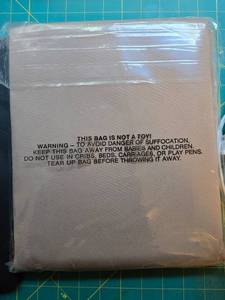 THIS BAG IS NOT A TOY!
WARNING – TO AVOID DANGER OF SUFFOCATION,
KEEP THIS BAG AWAY FROM BABIES AND CHILDREN.
DO NOT USE IN CRIBS, BEDS, CARRIAGES, OR PLAY PENS.
TEAR UP BAG BEFORE THROWING IT AWAY.